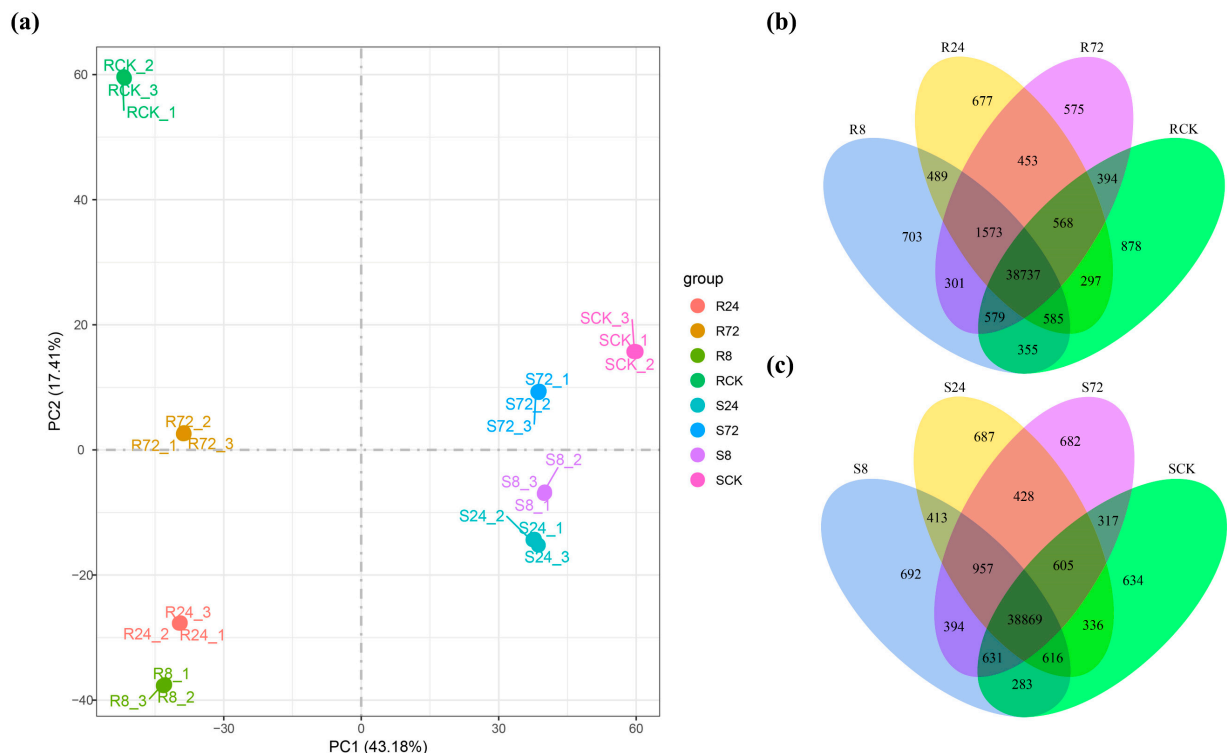 (a)
RCK_2
RCK_3
RCK_1
SCK_3
SCK_1
SCK_2
S72_1
S72_2
S72_3
R72_2
R72_1
R72_3
S8_2
S8_3
S8_1
S24_2
S24_1
S24_3
R24_3
R24_2
R24_1
R8_1
R8_3
R8_2
60
40
20
0
−20
−40
−30
0
30
60
PC2 (17.41%)
PC1 (43.18%)
group
R24
R72
R8
RCK
S24
S72
S8
SCK
(b)
R24
R72
R8
RCK
677
575
453
489
394
703
1573
568
878
38737
301
297
579
585
355
(c)
S24
S72
S8
SCK
687
682
428
413
317
692
957
605
634
38869
394
336
631
616
283